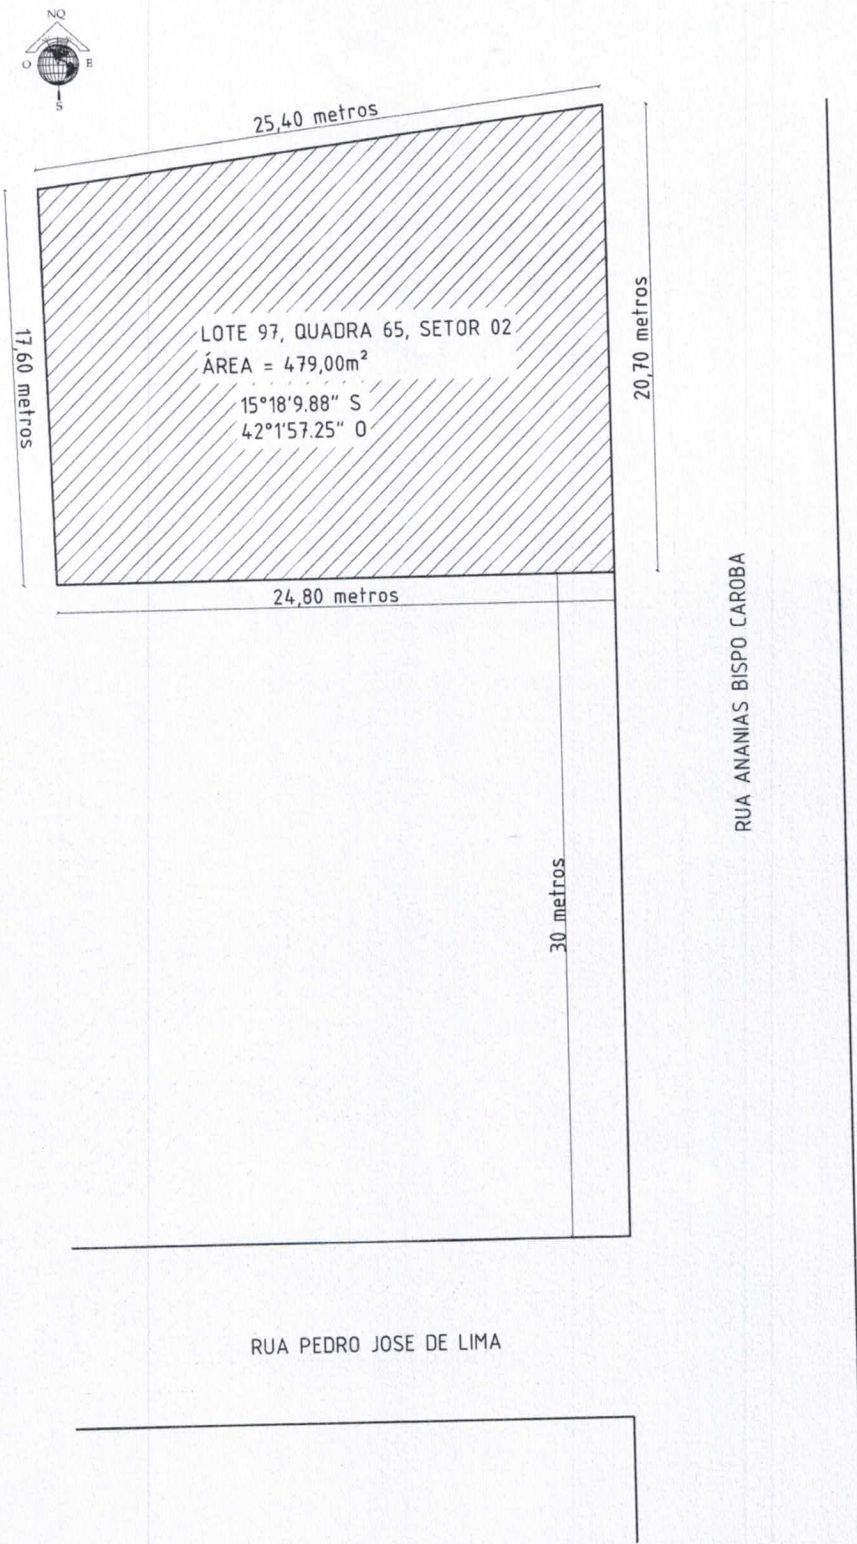 NQ
O E
S
25,40 metros
17,60 metros
20,70 metros
LOTE 97, QUADRA 65, SETOR 02
ÁREA = 479,00m²
15°18'9.88" S
42°1'57.25" O
24,80 metros
RUA ANANIAS BISPO CAROBA
30 metros
RUA PEDRO JOSE DE LIMA